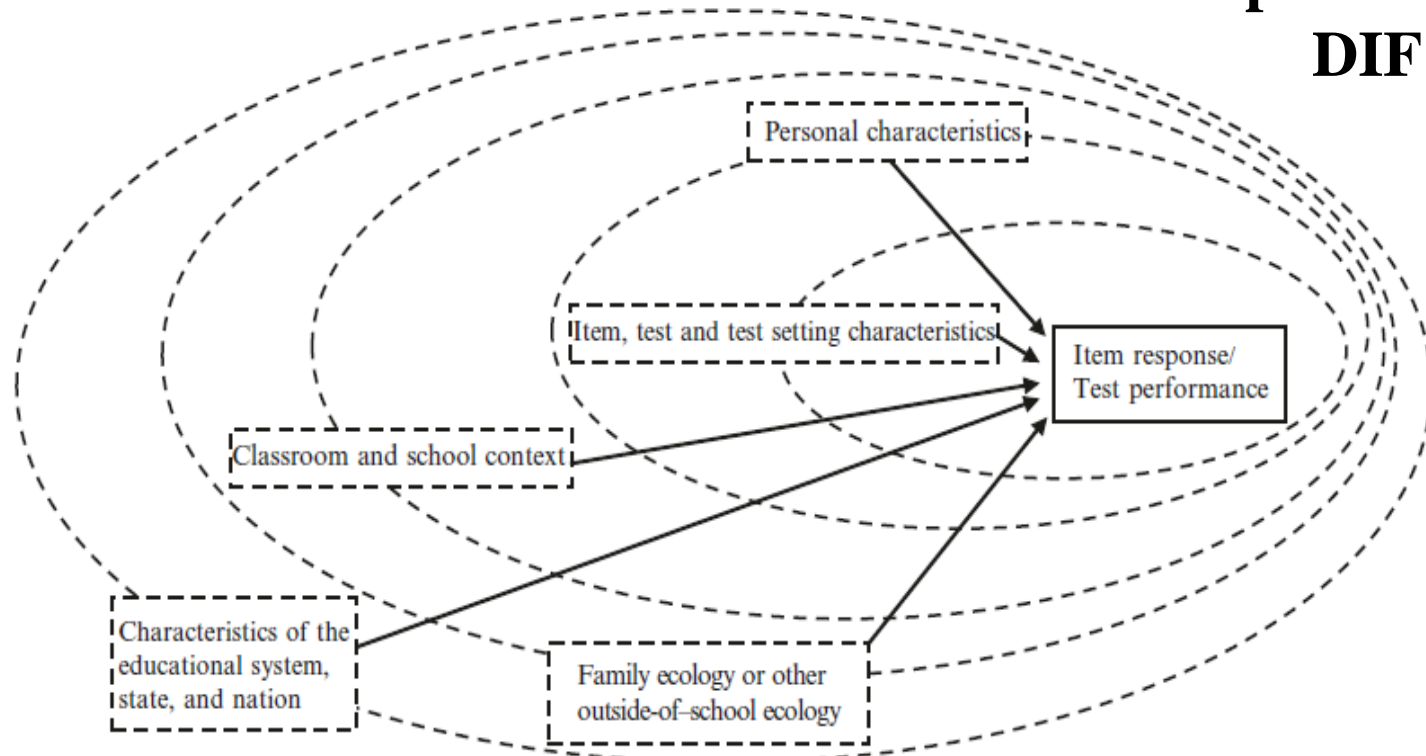 DIF
Personal characteristics
Item, test and test setting characteristics
Item response/
Test performance
Classroom and school context
Characteristics of the
educational system,
state, and nation
Family ecology or other
outside-of–school ecology